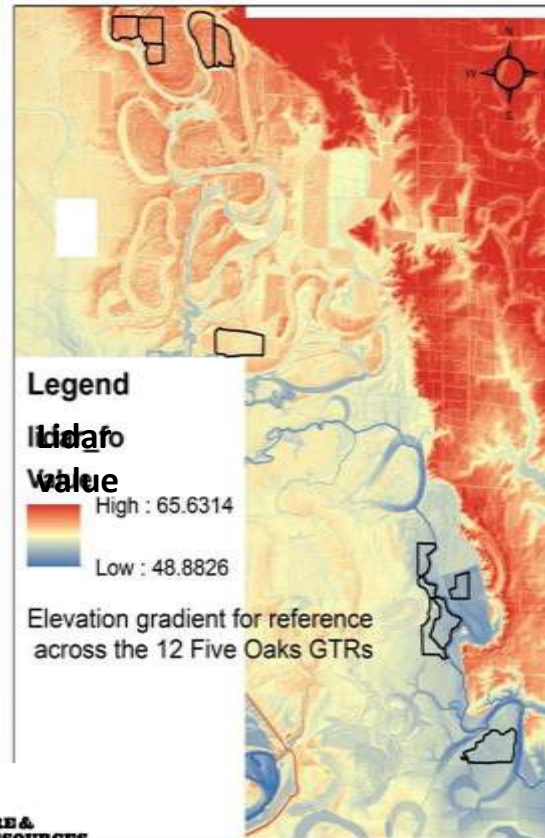 N
W
E
Legend
Lidar
value
High : 65.6314
Low : 48.8826
Elevation gradient for reference
across the 12 Five Oaks GTRs